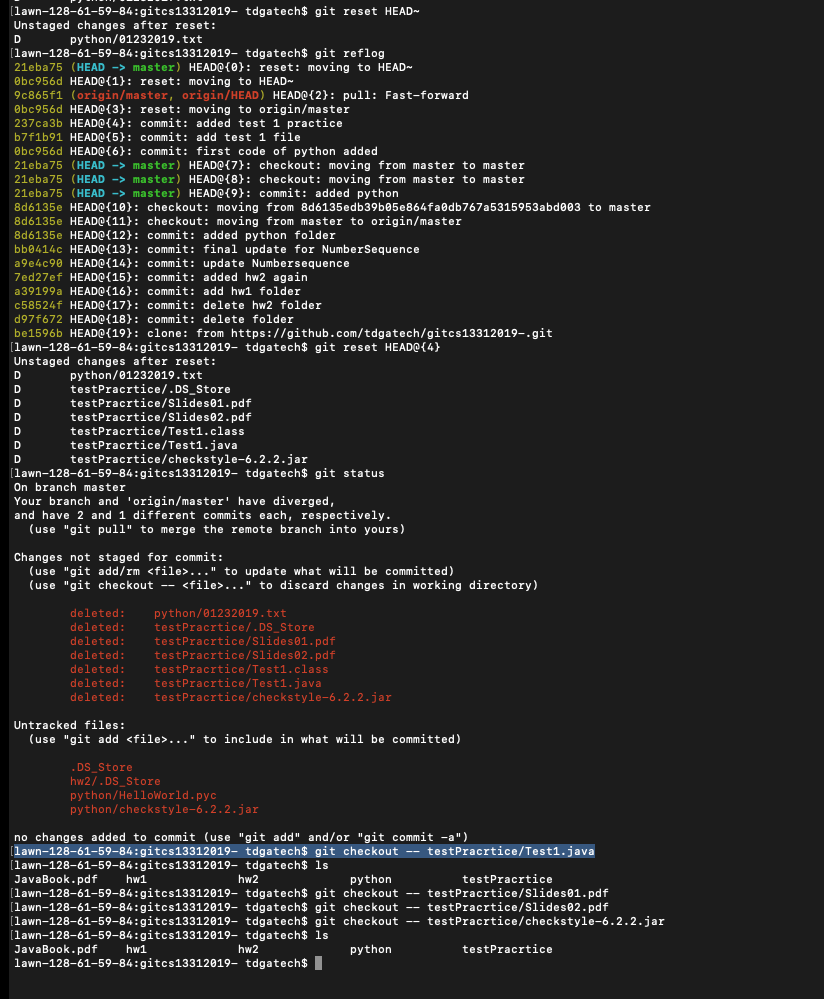 [lawn-128-61-59-84:gitcs13312019- tdgatech$ git reset HEAD~
Unstaged changes after reset:
D       python/01232019.txt
[lawn-128-61-59-84:gitcs13312019- tdgatech$ git reflog
21eba75 (HEAD -> master) HEAD@{0}: reset: moving to HEAD~
0bc956d HEAD@{1}: reset: moving to HEAD~
9c865f1 (origin/master, origin/HEAD) HEAD@{2}: pull: Fast-forward
0bc956d HEAD@{3}: reset: moving to origin/master
237ca3b HEAD@{4}: commit: added test 1 practice
b7f1b91 HEAD@{5}: commit: add test 1 file
0bc956d HEAD@{6}: commit: first code of python added
21eba75 (HEAD -> master) HEAD@{7}: checkout: moving from master to master
21eba75 (HEAD -> master) HEAD@{8}: checkout: moving from master to master
21eba75 (HEAD -> master) HEAD@{9}: commit: added python
8d6135e HEAD@{10}: checkout: moving from 8d6135edb39b05e864fa0db767a5315953abd003 to master
8d6135e HEAD@{11}: checkout: moving from master to origin/master
8d6135e HEAD@{12}: commit: added python folder
bb0414c HEAD@{13}: commit: final update for NumberSequence
a9e4c90 HEAD@{14}: commit: update Numbersequence
7ed27ef HEAD@{15}: commit: added hw2 again
a39199a HEAD@{16}: commit: add hw1 folder
c58524f HEAD@{17}: commit: delete hw2 folder
d97f672 HEAD@{18}: commit: delete folder
be1596b HEAD@{19}: clone: from https://github.com/tdgatech/gitcs13312019-.git
[lawn-128-61-59-84:gitcs13312019- tdgatech$ git reset HEAD@{4}
Unstaged changes after reset:
D       python/01232019.txt
D       testPracrtice/.DS_Store
D       testPracrtice/Slides01.pdf
D       testPracrtice/Slides02.pdf
D       testPracrtice/Test1.class
D       testPracrtice/Test1.java
D       testPracrtice/checkstyle-6.2.2.jar
[lawn-128-61-59-84:gitcs13312019- tdgatech$ git status
On branch master
Your branch and 'origin/master' have diverged,
and have 2 and 1 different commits each, respectively.
  (use "git pull" to merge the remote branch into yours)
Changes not staged for commit:
  (use "git add/rm <file>..." to update what will be committed)
  (use "git checkout -- <file>..." to discard changes in working directory)
        deleted:    python/01232019.txt
        deleted:    testPracrtice/.DS_Store
        deleted:    testPracrtice/Slides01.pdf
        deleted:    testPracrtice/Slides02.pdf
        deleted:    testPracrtice/Test1.class
        deleted:    testPracrtice/Test1.java
        deleted:    testPracrtice/checkstyle-6.2.2.jar
Untracked files:
  (use "git add <file>..." to include in what will be committed)
        .DS_Store
        hw2/.DS_Store
        python/HelloWorld.pyc
        python/checkstyle-6.2.2.jar
no changes added to commit (use "git add" and/or "git commit -a")
[lawn-128-61-59-84:gitcs13312019- tdgatech$ git checkout -- testPracrtice/Test1.java
[lawn-128-61-59-84:gitcs13312019- tdgatech$ ls
JavaBook.pdf    hw1             hw2             python          testPracrtice
[lawn-128-61-59-84:gitcs13312019- tdgatech$ git checkout -- testPracrtice/Slides01.pdf
[lawn-128-61-59-84:gitcs13312019- tdgatech$ git checkout -- testPracrtice/Slides02.pdf
[lawn-128-61-59-84:gitcs13312019- tdgatech$ git checkout -- testPracrtice/checkstyle-6.2.2.jar
[lawn-128-61-59-84:gitcs13312019- tdgatech$ ls
JavaBook.pdf    hw1             hw2             python          testPracrtice
lawn-128-61-59-84:gitcs13312019- tdgatech$